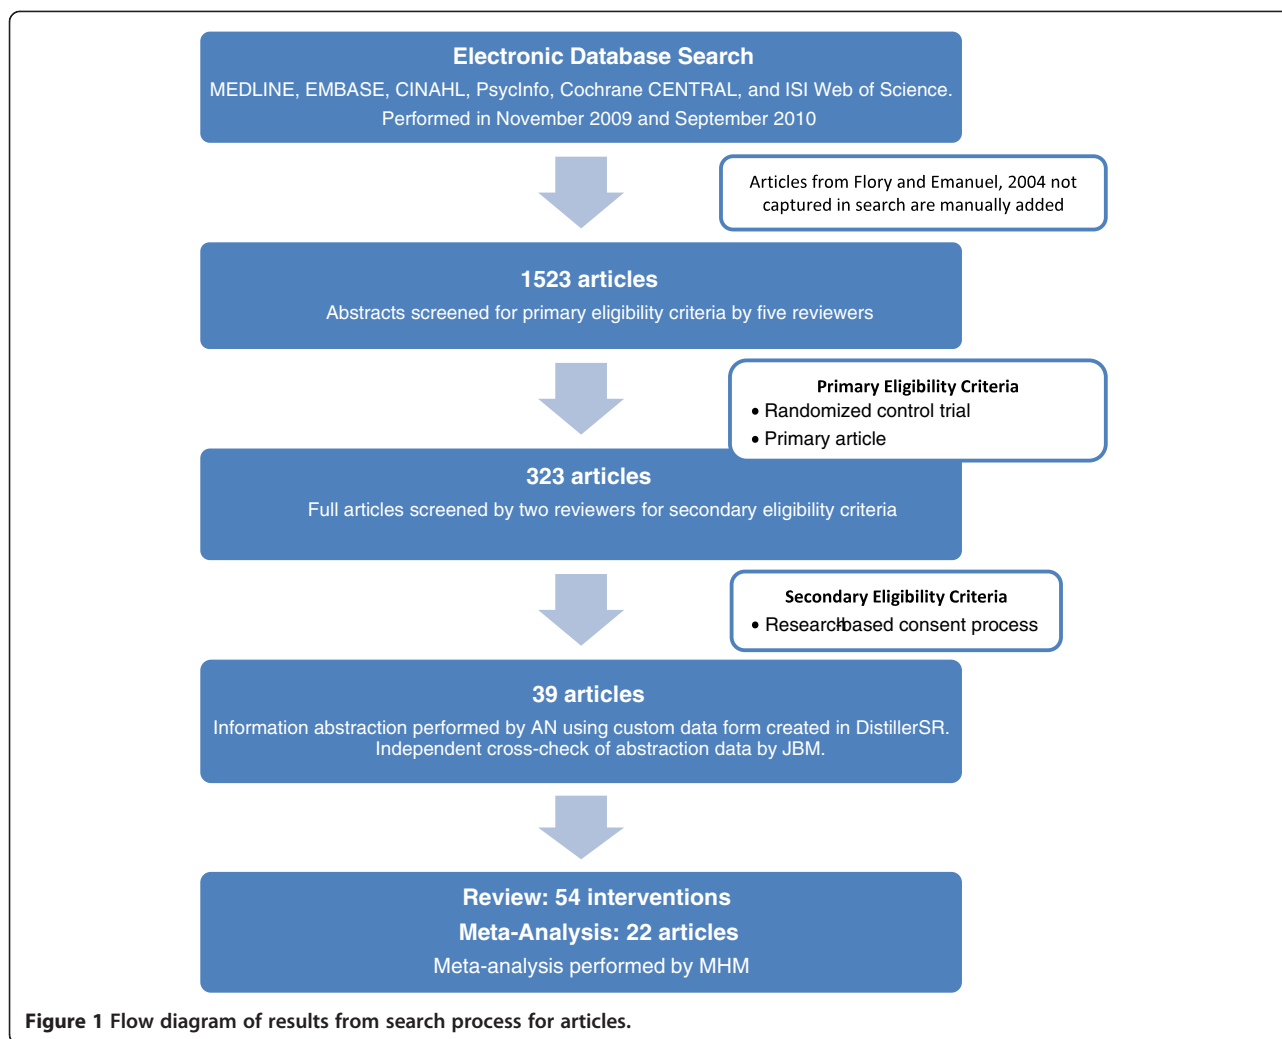 Electronic Database Search
MEDLINE, EMBASE, CINAHL, PsycInfo, Cochrane CENTRAL, and ISI Web of Science.
Performed in November 2009 and September 2010
Articles from Flory and Emanuel, 2004 not
captured in search are manually added
1523 articles
Abstracts screened for primary eligibility criteria by five reviewers
Primary Eligibility Criteria
• Randomized control trial
• Primary article
323 articles
Full articles screened by two reviewers for secondary eligibility criteria
Secondary Eligibility Criteria
• Research-based consent process
39 articles
Information abstraction performed by AN using custom data form created in DistillerSR.
Independent cross-check of abstraction data by JBM.
Review: 54 interventions
Meta-Analysis: 22 articles
Meta-analysis performed by MHM
Figure 1 Flow diagram of results from search process for articles.